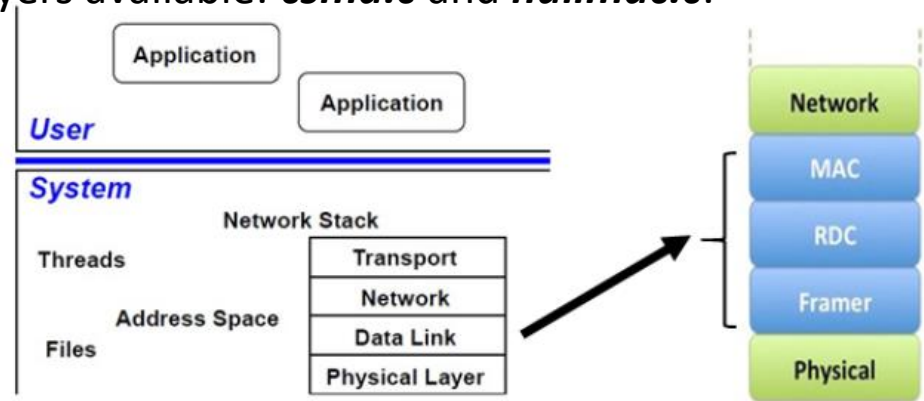 Application
Application
User
System
Network Stack
Threads
Address Space
Files
Transport
Network
Data Link
Physical Layer
Network
MAC
RDC
Framer
Physical